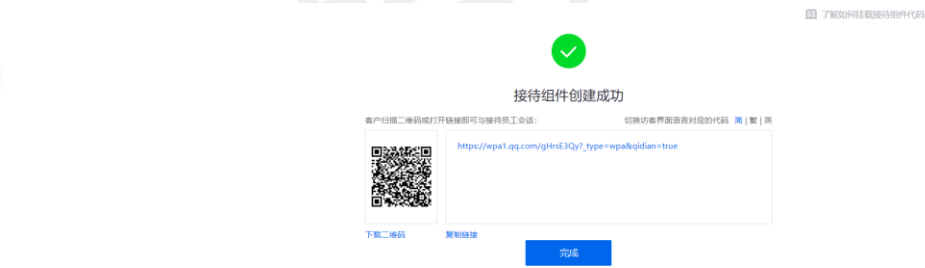 了解如何挂载接待组件代码
接待组件创建成功
客户扫描二维码或打开链接即可与接待员工会话：
切换访客界面语言对应的代码 简 | 繁 | 英
https://wpa1.qq.com/gHrsE3Qy?_type=wpa&qidian=true
下载二维码
复制链接
完成